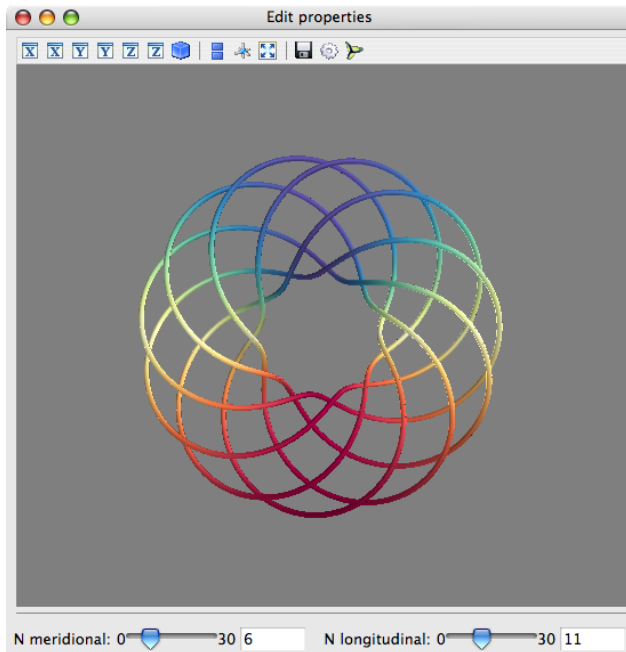 Edit properties
X X Y Y Z Z
N meridional: 0 30 6 N longitudinal: 0 30 11